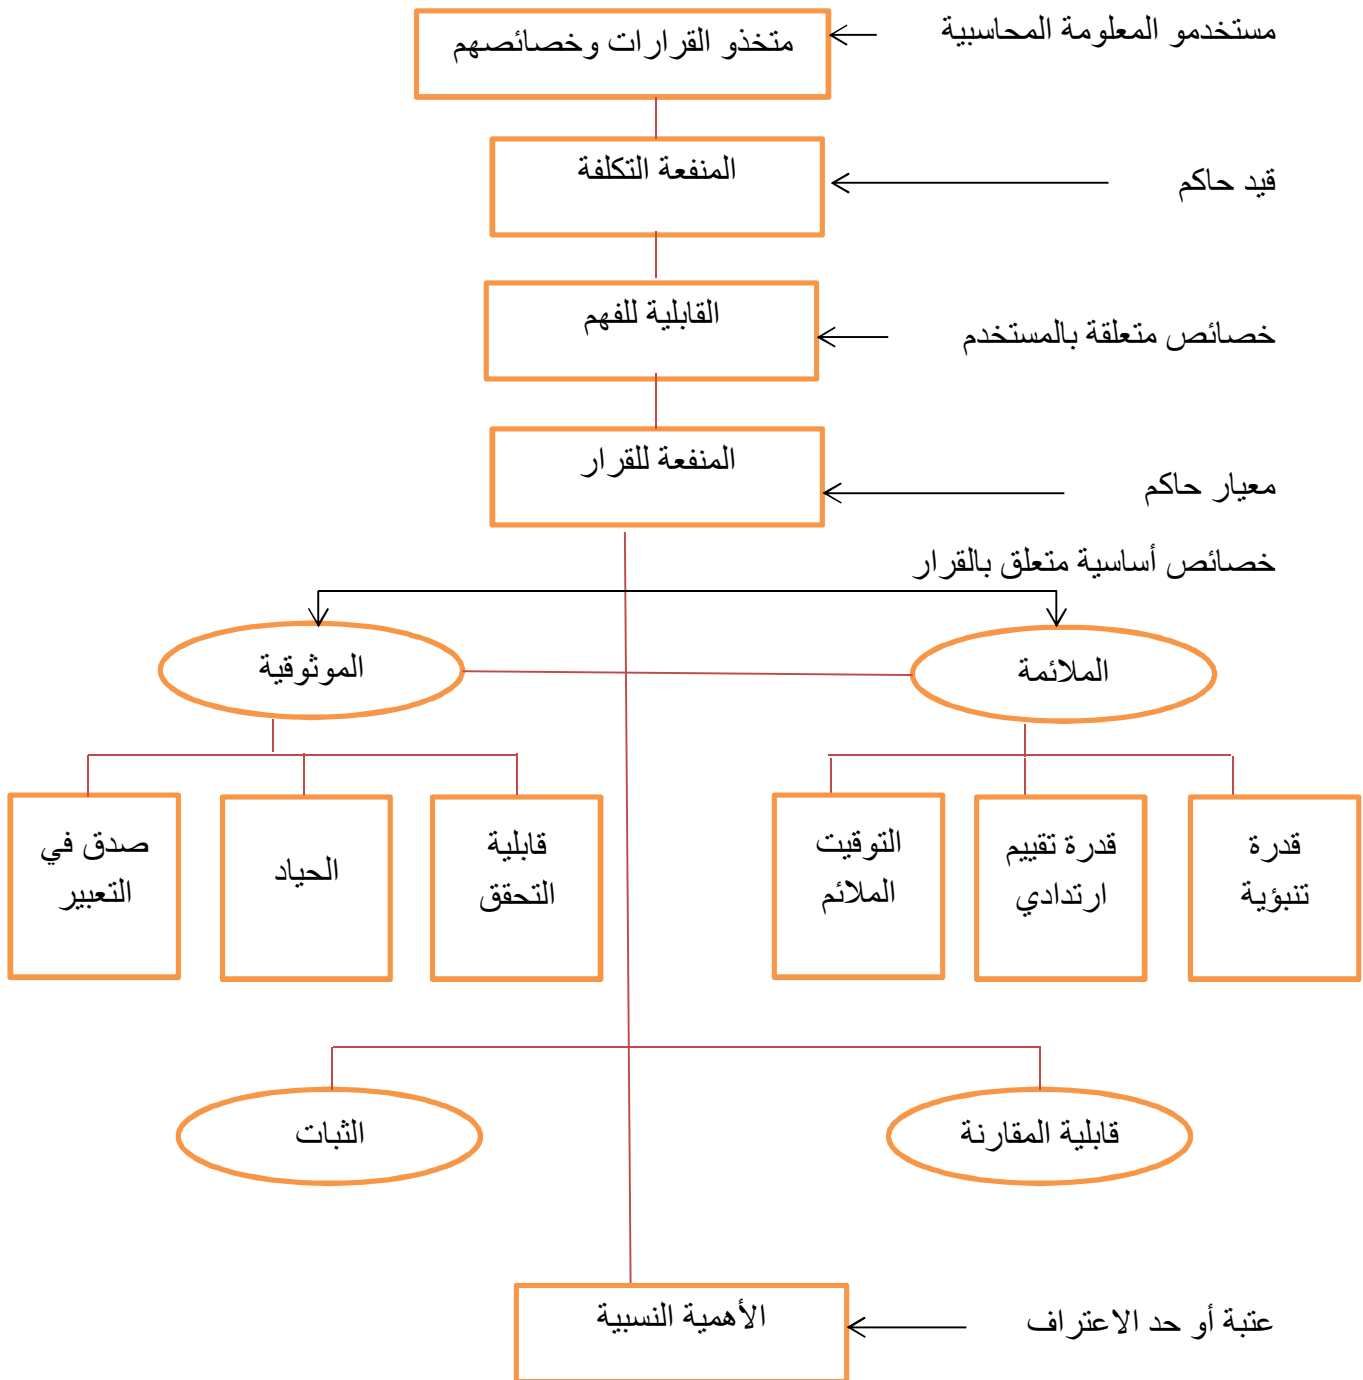 مستخدمو المعلومة المحاسبية
متخذو القرارات وخصائصهم
قيد حاكم
المنفعة التكلفة
خصائص متعلقة بالمستخدم
القابلية للفهم
معيار حاكم
المنفعة للقرار
خصائص أساسية متعلق بالقرار
الملائمة
الموثوقية
قدرة
تنبؤية
قدرة تقييم
ارتدادي
التوقيت
الملائم
قابلية
التحقق
الحياد
صدق في
التعبير
قابلية المقارنة
الثبات
عتبة أو حد الاعتراف
الأهمية النسبية